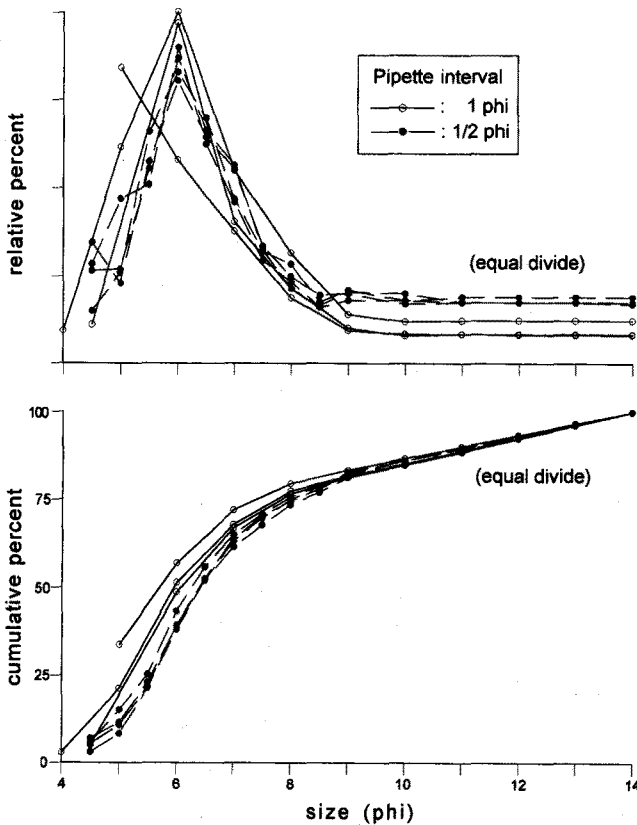 relative percent
Pipette interval
: 1 phi
: 1/2 phi
(equal divide)
cumulative percent
100
75
50
25
0
(equal divide)
4 6 8 10 12 14
size (phi)